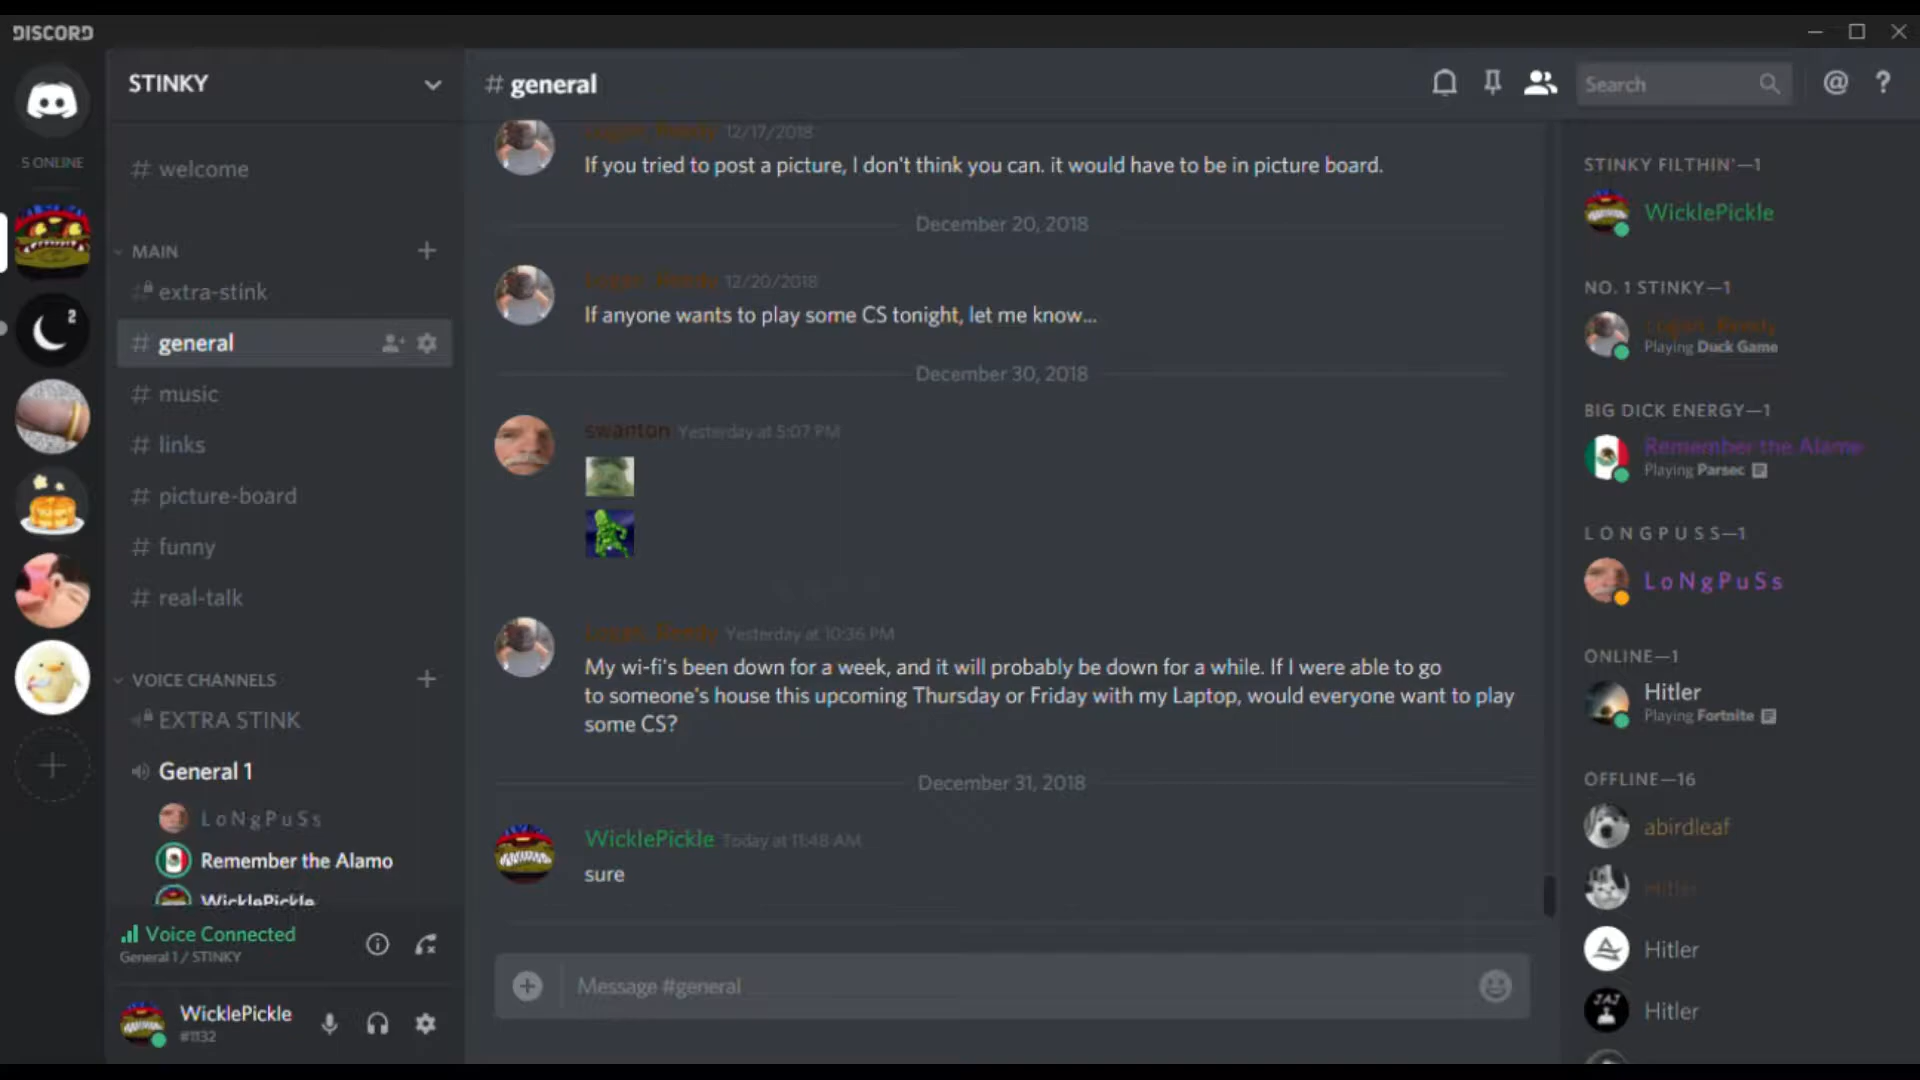 DISCORD
STINKY
# general
Search
@
?
5 ONLINE
2
# welcome
MAIN
extra-stink
# general
# music
# links
# picture-board
# funny
# real-talk
VOICE CHANNELS
EXTRA STINK
General 1
LoNgPuSs
Remember the Alamo
WicklePickle
Voice Connected
General 1 / STINKY
WicklePickle
#1132
12/17/2018
If you tried to post a picture, I don't think you can. it would have to be in picture board.
December 20, 2018
12/20/2018
If anyone wants to play some CS tonight, let me know...
December 30, 2018
swanton Yesterday at 5:07 PM
Yesterday at 10:36 PM
My wi-fi's been down for a week, and it will probably be down for a while. If I were able to go
to someone's house this upcoming Thursday or Friday with my Laptop, would everyone want to play
some CS?
December 31, 2018
WicklePickle Today at 11:48 AM
sure
Message #general
STINKY FILTHIN'—1
WicklePickle
NO. 1 STINKY—1
Playing Duck Game
BIG DICK ENERGY—1
Remember the Alamo
Playing Parsec
L O N G P U S S—1
LoNgPuSs
ONLINE—1
Hitler
Playing Fortnite
OFFLINE—16
abirdleaf
Hitler
Hitler
JAJ
Hitler